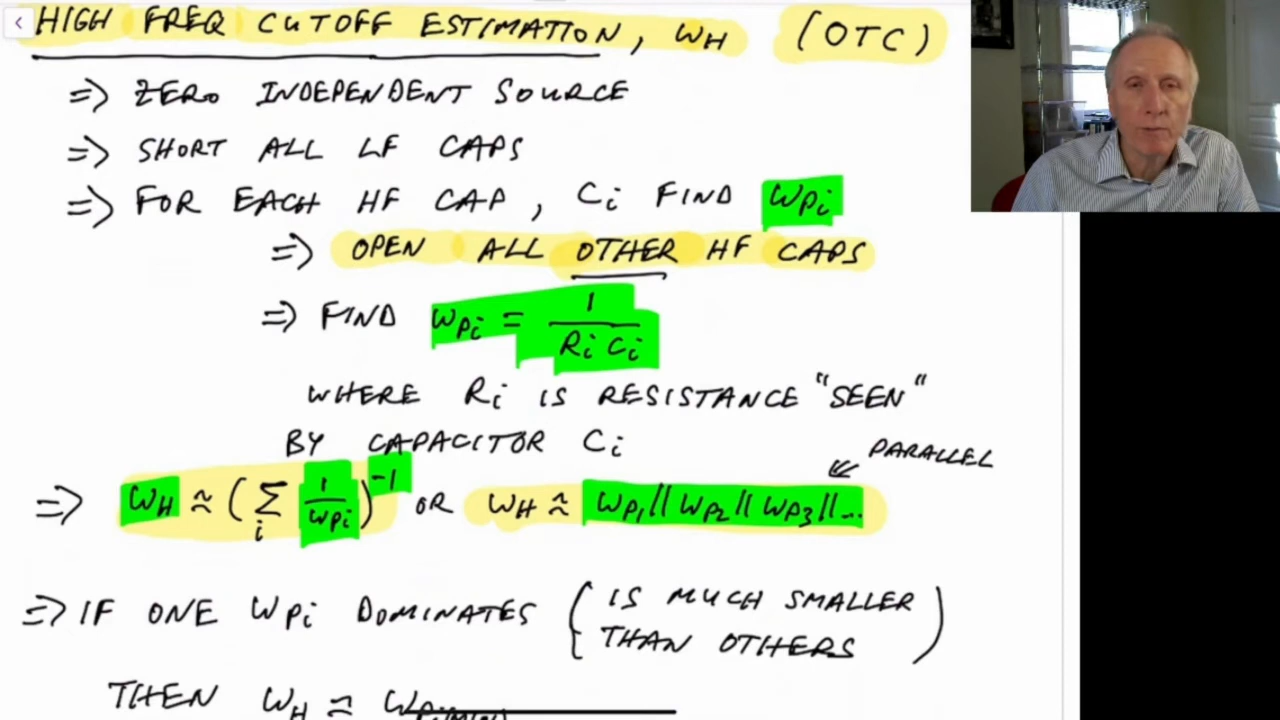 HIGH FREQ CUTOFF ESTIMATION, ωH (OTC)
=> ZERO INDEPENDENT SOURCE
=> SHORT ALL LF CAPS
=> FOR EACH HF CAP, Ci FIND ωPi
=> OPEN ALL OTHER HF CAPS
=> FIND ωPi = 1 / Ri Ci
WHERE Ri IS RESISTANCE "SEEN"
BY CAPACITOR Ci
PARALLEL
=> ωH ≈ (∑i 1/ωPi)^-1 OR ωH ≈ ωP1 || ωP2 || ωP3 || ...
=> IF ONE ωPi DOMINATES (IS MUCH SMALLER
THAN OTHERS)
THEN ωH ≈